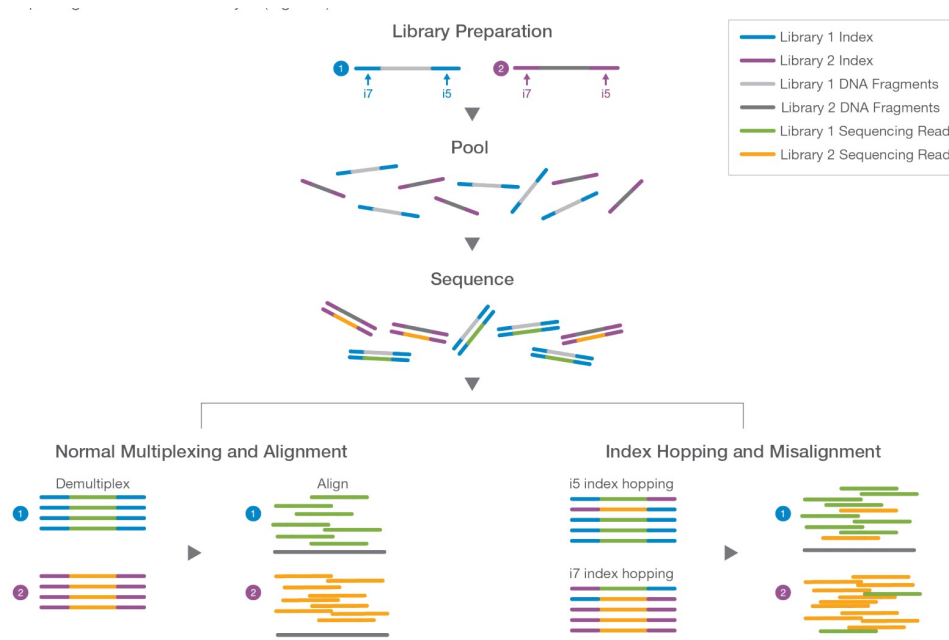 Library Preparation
1
2
i7
i5
i7
i5
Library 1 Index
Library 2 Index
Library 1 DNA Fragments
Library 2 DNA Fragments
Library 1 Sequencing Read
Library 2 Sequencing Read
Pool
Sequence
Normal Multiplexing and Alignment
Index Hopping and Misalignment
Demultiplex
Align
i5 index hopping
1
1
1
i7 index hopping
2
2
2